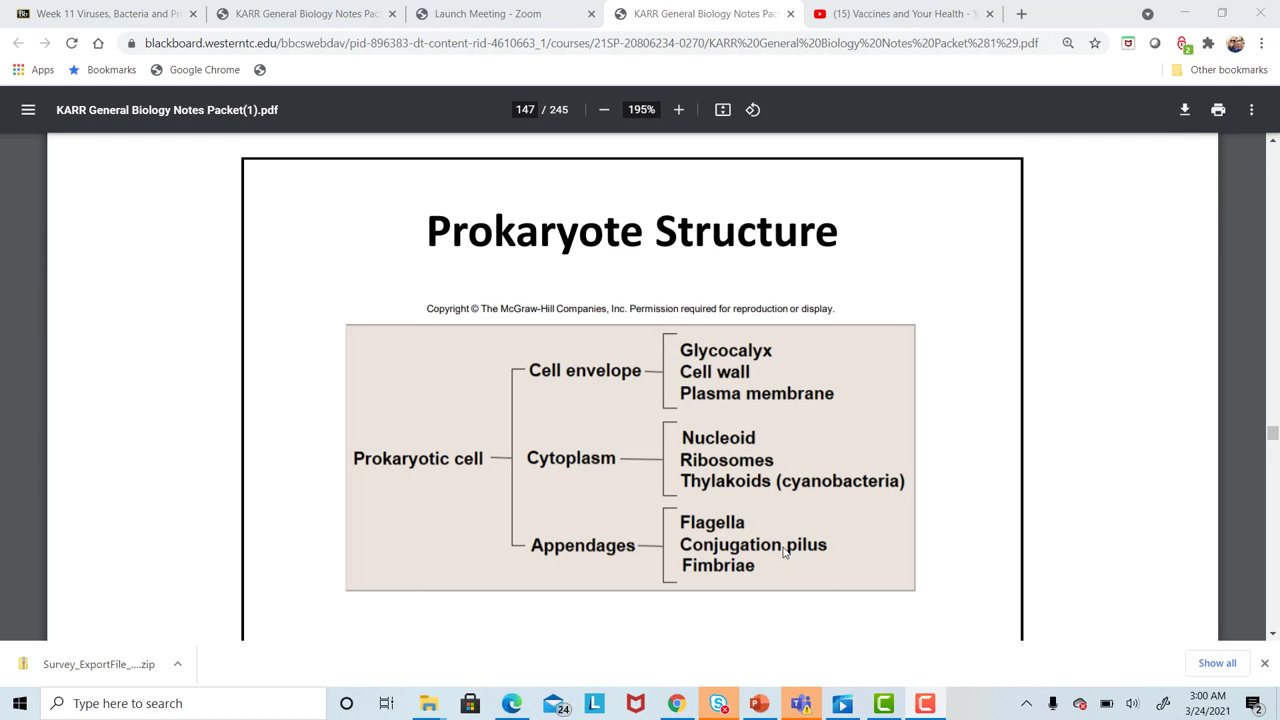 Week 11 Viruses, Bacteria and Pr
KARR General Biology Notes Pac
Launch Meeting - Zoom
KARR General Biology Notes Pac
(15) Vaccines and Your Health - Y
blackboard.westerntc.edu/bbcswebdav/pid-896383-dt-content-rid-4610663_1/courses/21SP-20806234-0270/KARR%20General%20Biology%20Notes%20Packet%281%29.pdf
2
Apps
Bookmarks
Google Chrome
Other bookmarks
KARR General Biology Notes Packet(1).pdf
147 / 245
195%
Prokaryote Structure
Copyright © The McGraw-Hill Companies, Inc. Permission required for reproduction or display.
Prokaryotic cell
Cell envelope
Glycocalyx
Cell wall
Plasma membrane
Cytoplasm
Nucleoid
Ribosomes
Thylakoids (cyanobacteria)
Appendages
Flagella
Conjugation pilus
Fimbriae
Survey_ExportFile_....zip
Show all
Type here to search
24
3:00 AM
3/24/2021
2